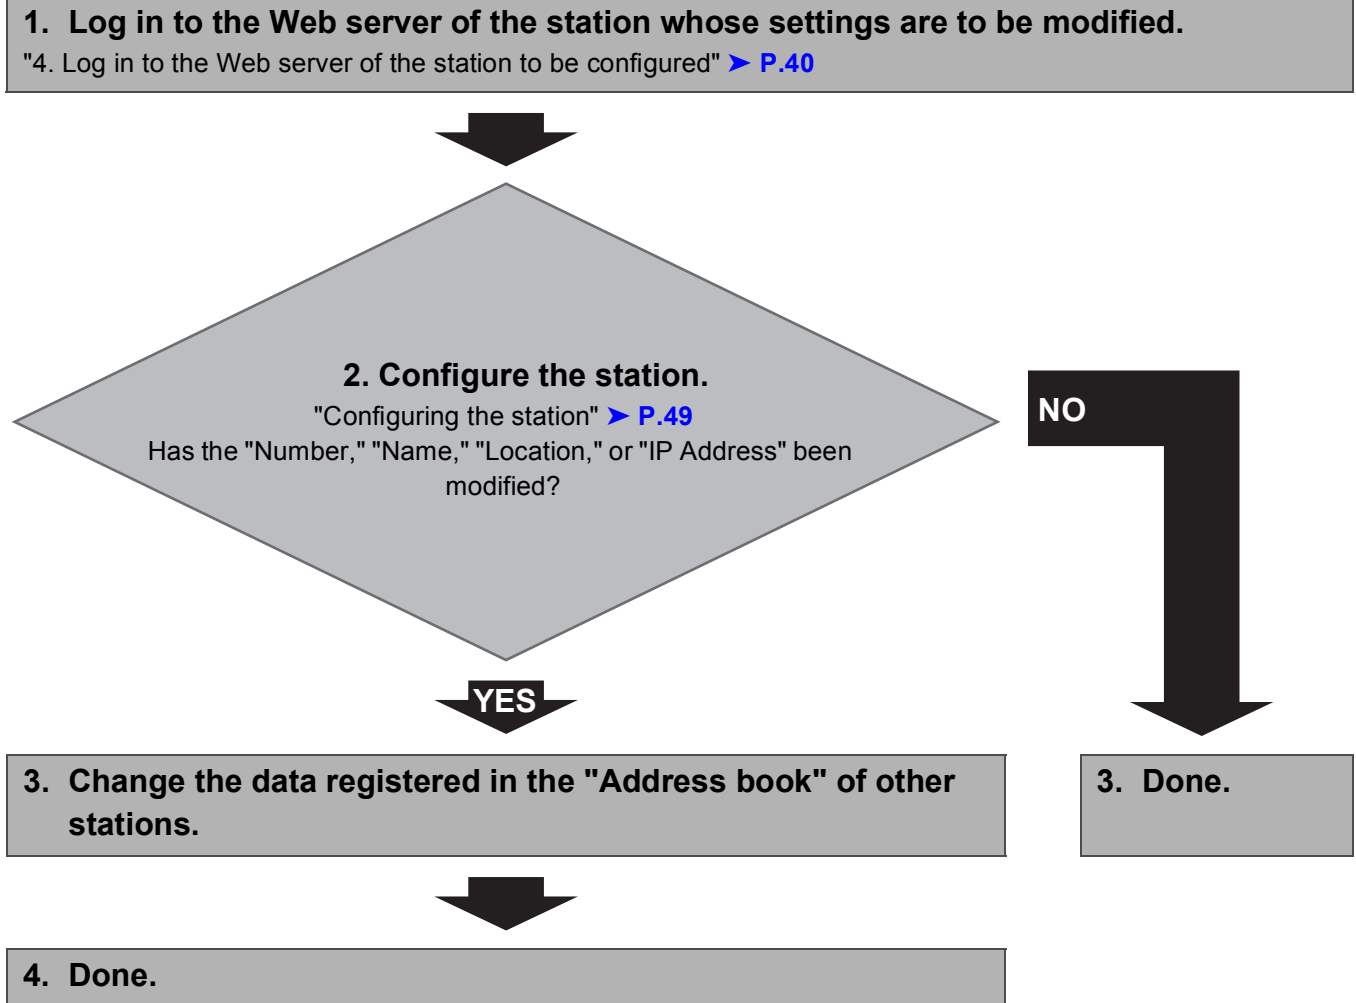 1. Log in to the Web server of the station whose settings are to be modified.
"4. Log in to the Web server of the station to be configured" ➤ P.40
2. Configure the station.
"Configuring the station" ➤ P.49
Has the "Number," "Name," "Location," or "IP Address" been
modified?
NO
YES
3. Change the data registered in the "Address book" of other
stations.
3. Done.
4. Done.